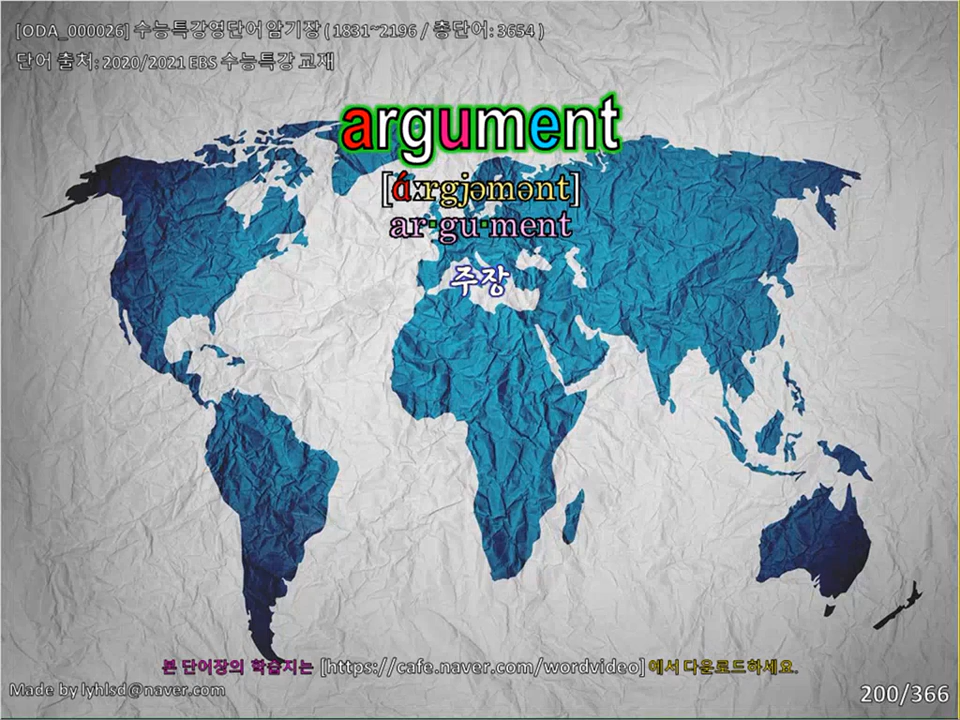 [ODA_000026] 수능특강영단어 암기장 ( 1831~2196 / 총단어: 3654 )
단어 출처: 2020/2021 EBS 수능특강 교재
argument
[áːrgjəmənt]
ar·gu·ment
주장
본 단어장의 학습지는 [https://cafe.naver.com/wordvideo] 에서 다운로드하세요.
Made by lyhlsd@naver.com
200/366